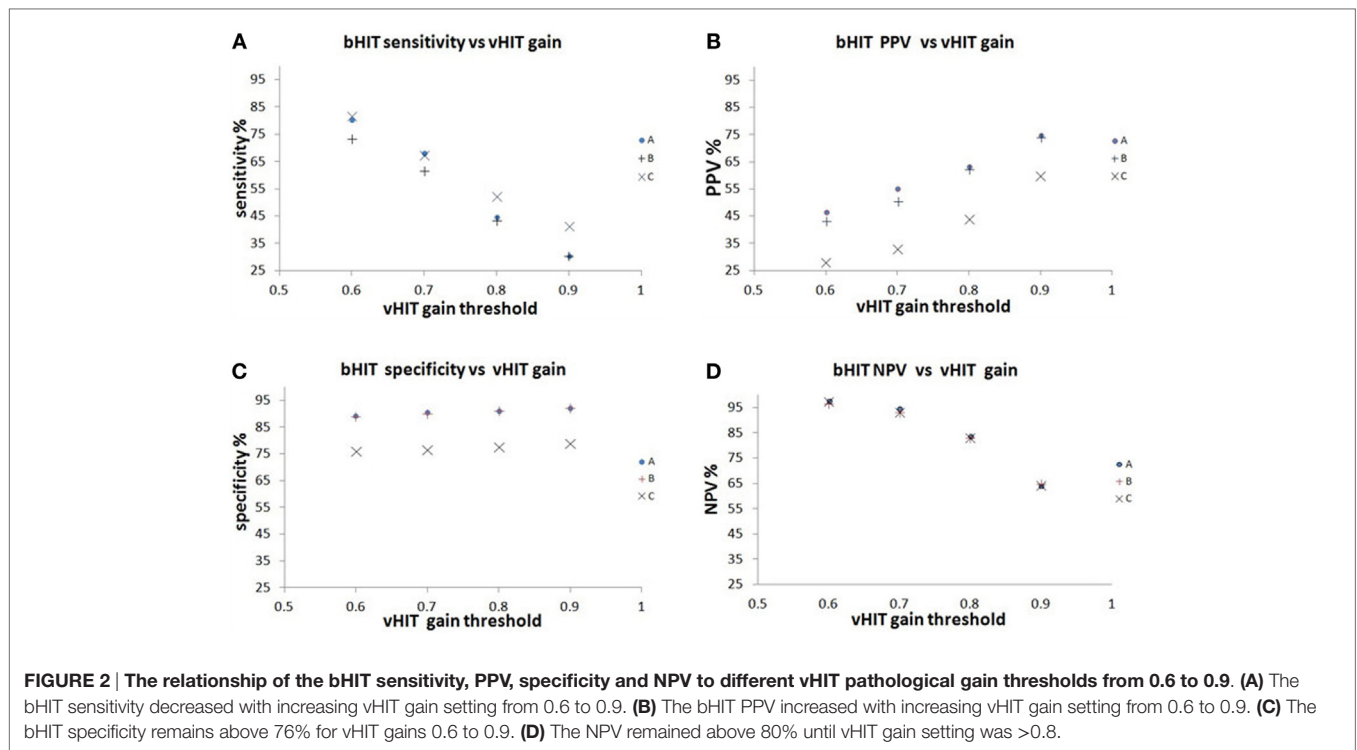 A
bHIT sensitivity vs vHIT gain
95
85
75
65
55
45
35
25
sensitivity%
0.5 0.6 0.7 0.8 0.9 1
vHIT gain threshold
A
B
C
B
bHIT PPV vs vHIT gain
95
85
75
65
55
45
35
25
PPV %
0.5 0.6 0.7 0.8 0.9 1
vHIT gain threshold
A
B
C
C
bHIT specificity vs vHIT gain
95
85
75
65
55
45
35
25
specificity%
0.5 0.6 0.7 0.8 0.9 1
vHIT gain threshold
A
B
C
D
bHIT NPV vs vHIT gain
95
85
75
65
55
45
35
25
NPV %
0.5 0.6 0.7 0.8 0.9 1
vHIT gain threshold
A
B
C
FIGURE 2 | The relationship of the bHIT sensitivity, PPV, specificity and NPV to different vHIT pathological gain thresholds from 0.6 to 0.9. (A) The
bHIT sensitivity decreased with increasing vHIT gain setting from 0.6 to 0.9. (B) The bHIT PPV increased with increasing vHIT gain setting from 0.6 to 0.9. (C) The
bHIT specificity remains above 76% for vHIT gains 0.6 to 0.9. (D) The NPV remained above 80% until vHIT gain setting was >0.8.